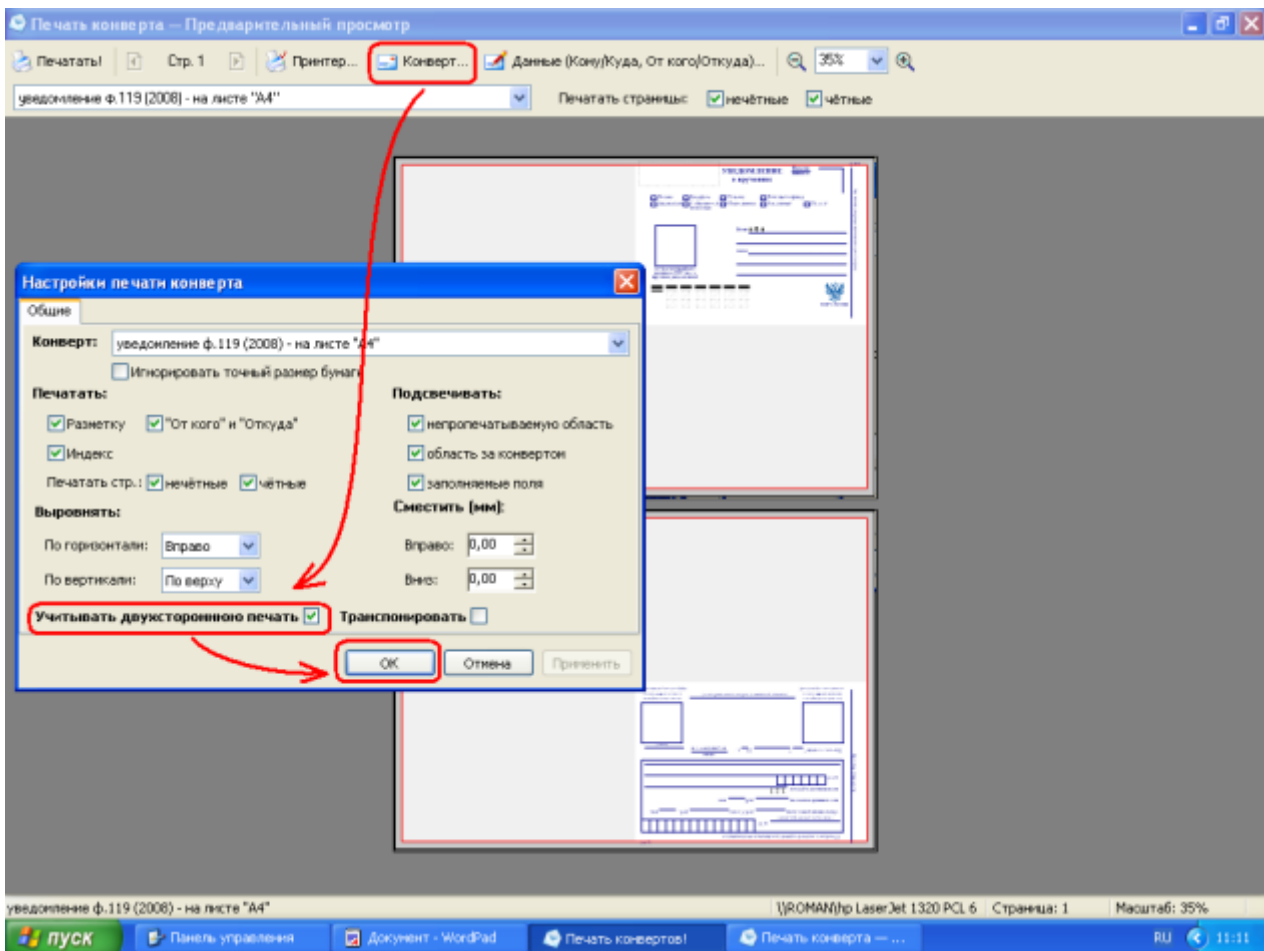 Печать конверта — Предварительный просмотр
Печатать! Стр. 1 Принтер... Конверт... Данные (Кому/Куда, От кого/Откуда)... 35%
уведомление ф.119 (2008) - на листе "A4" Печатать страницы: нечётные чётные
УВЕДОМЛЕНИЕ
о вручении
Настройки печати конверта
Общие
Конверт: уведомление ф.119 (2008) - на листе "A4"
Игнорировать точный размер бумаги
Печатать: Подсвечивать:
Разметку "От кого" и "Откуда" непропечатываемую область
Индекс область за конвертом
Печатать стр.: нечётные чётные заполняемые поля
Выровнять: Сместить (мм):
По горизонтали: Вправо Вправо: 0,00
По вертикали: По верху Вниз: 0,00
Учитывать двухстороннюю печать Транспонировать
ОК Отмена Применить
уведомление ф.119 (2008) - на листе "A4" \\ROMAN\hp LaserJet 1320 PCL 6 Страница: 1 Масштаб: 35%
пуск Панель управления Документ - WordPad Печать конвертов! Печать конверта — ... RU 11:11